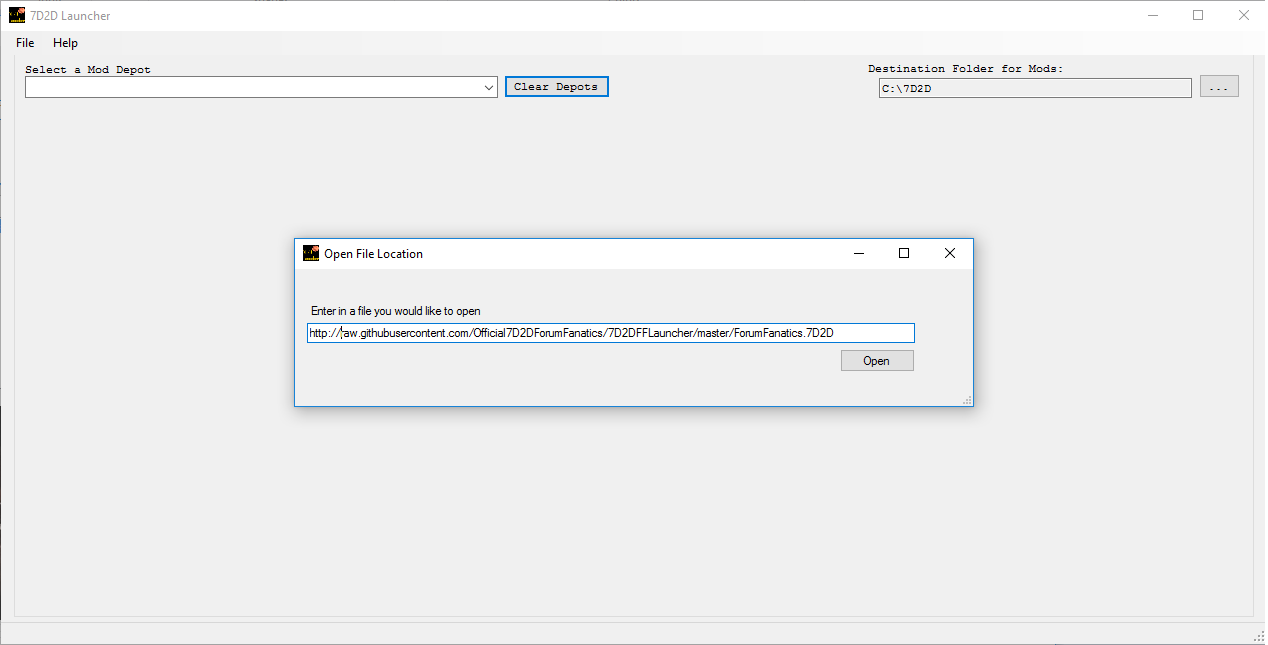 7D2D Launcher
File Help
Select a Mod Depot
Clear Depots
Destination Folder for Mods:
C:\7D2D
...
Open File Location
Enter in a file you would like to open
http://raw.githubusercontent.com/Official7D2DForumFanatics/7D2DFFLauncher/master/ForumFanatics.7D2D
Open